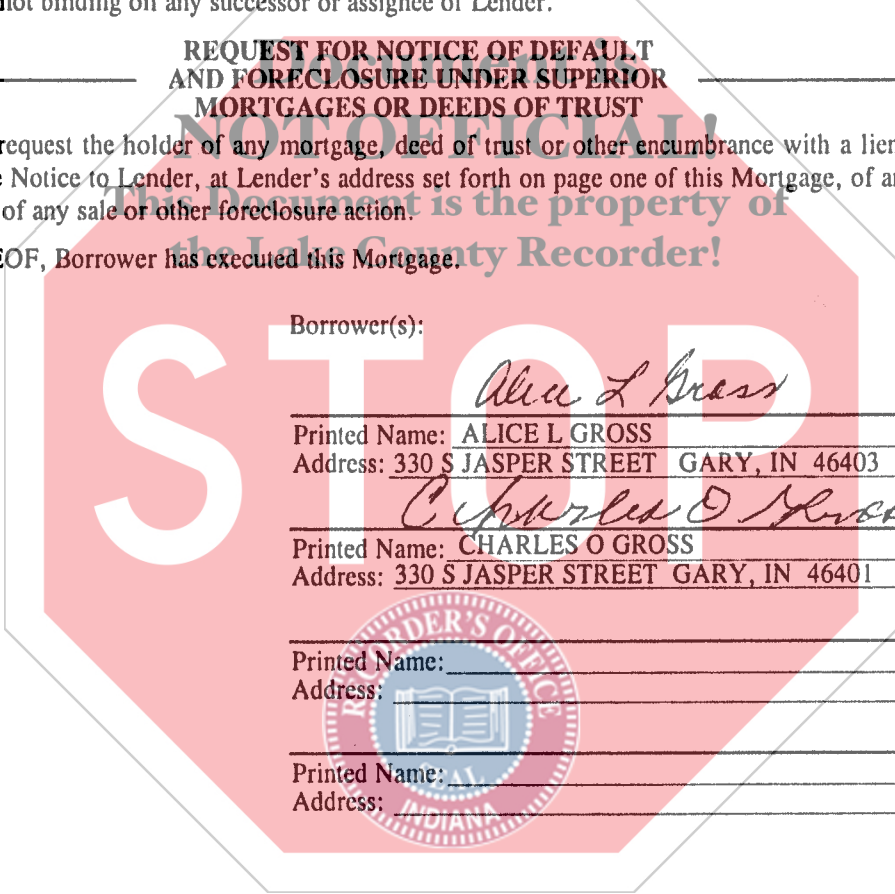 not binding on any successor or assignee of Lender.
REQUEST FOR NOTICE OF DEFAULT
AND FORECLOSURE UNDER SUPERIOR
MORTGAGES OR DEEDS OF TRUST
Document is
NOT OFFICIAL!
This Document is the property of
the Lake County Recorder!
request the holder of any mortgage, deed of trust or other encumbrance with a lien
Notice to Lender, at Lender's address set forth on page one of this Mortgage, of
of any sale or other foreclosure action.
EOF, Borrower has executed this Mortgage.
STOP
Borrower(s):
Alice L Gross
Printed Name: ALICE L GROSS
Address: 330 S JASPER STREET GARY, IN 46403
Charles O Gross
Printed Name: CHARLES O GROSS
Address: 330 S JASPER STREET GARY, IN 46401
Printed Name:
Address:
Printed Name:
Address:
RECORDER'S OFFICE
SEAL
INDIANA